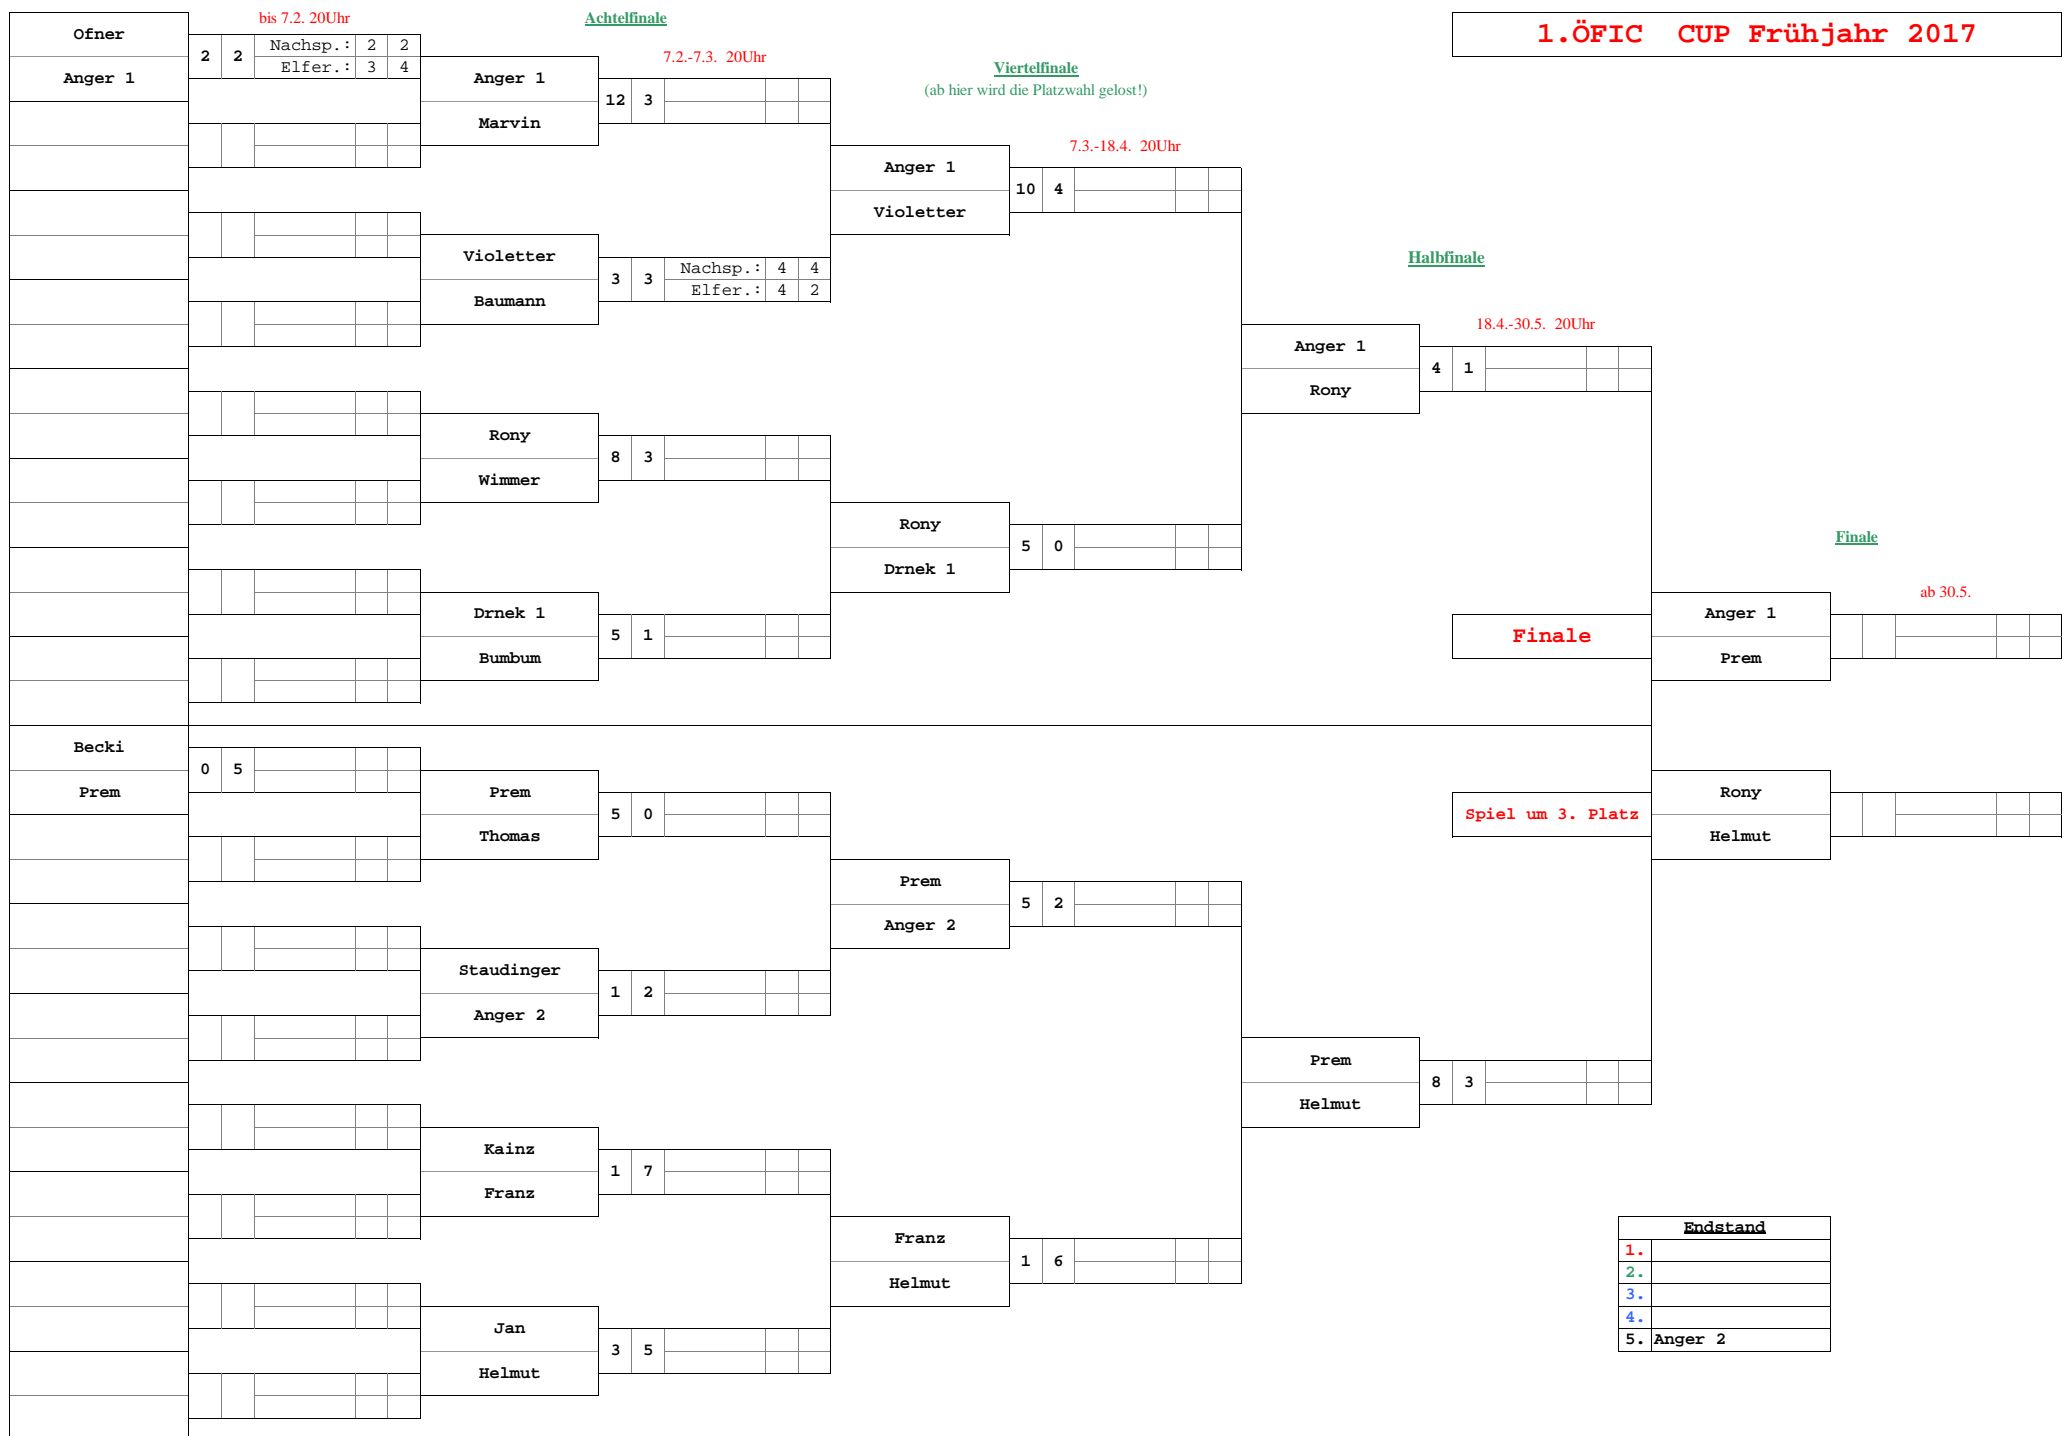 bis 7.2. 20Uhr
Achtelfinale
1.ÖFIC CUP Frühjahr 2017
Ofner
Anger 1
2 2 Nachsp.: 2 2
Elfer.: 3 4
7.2.-7.3. 20Uhr
Anger 1
Marvin
12 3
Viertelfinale
(ab hier wird die Platzwahl gelost!)
7.3.-18.4. 20Uhr
Anger 1
Violetter
10 4
Violetter
Baumann
3 3 Nachsp.: 4 4
Elfer.: 4 2
Halbfinale
18.4.-30.5. 20Uhr
Anger 1
Rony
4 1
Rony
Wimmer
8 3
Rony
Drnek 1
5 0
Drnek 1
Bumbum
5 1
Finale
ab 30.5.
Finale
Anger 1
Prem
Becki
Prem
0 5
Prem
Thomas
5 0
Spiel um 3. Platz
Rony
Helmut
Prem
Anger 2
5 2
Staudinger
Anger 2
1 2
Prem
Helmut
8 3
Kainz
Franz
1 7
Franz
Helmut
1 6
Jan
Helmut
3 5
Endstand
1.
2.
3.
4.
5. Anger 2